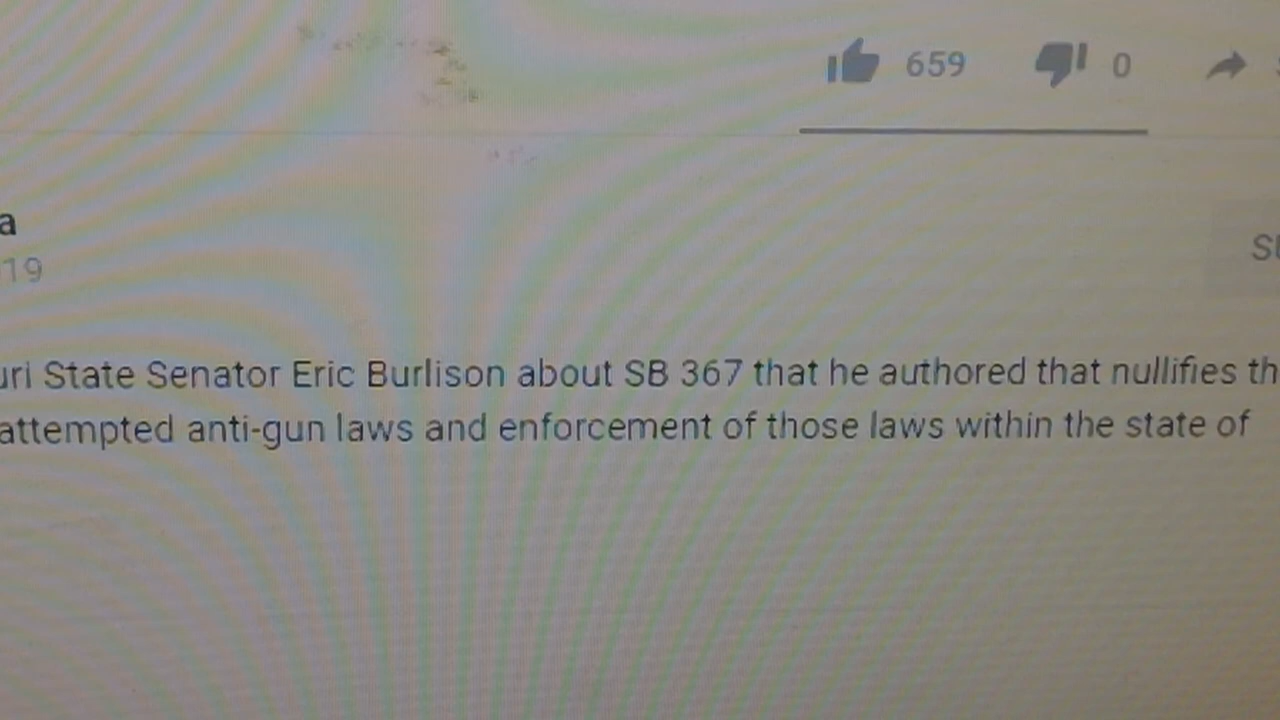 659 0
a
19
uri State Senator Eric Burlison about SB 367 that he authored that nullifies th
attempted anti-gun laws and enforcement of those laws within the state of